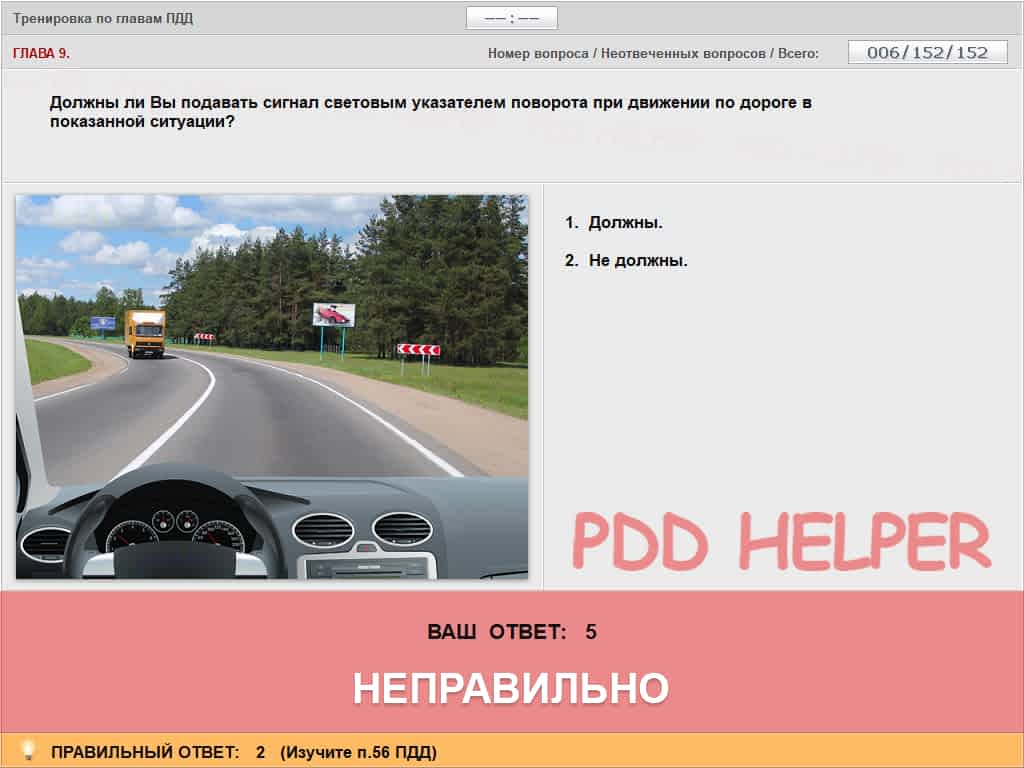 Тренировка по главам ПДД
–– : ––
ГЛАВА 9.
Номер вопроса / Неотвеченных вопросов / Всего:
006/152/152
Должны ли Вы подавать сигнал световым указателем поворота при движении по дороге в
показанной ситуации?
1. Должны.
2. Не должны.
PDD HELPER
ВАШ ОТВЕТ: 5
НЕПРАВИЛЬНО
ПРАВИЛЬНЫЙ ОТВЕТ: 2 (Изучите п.56 ПДД)